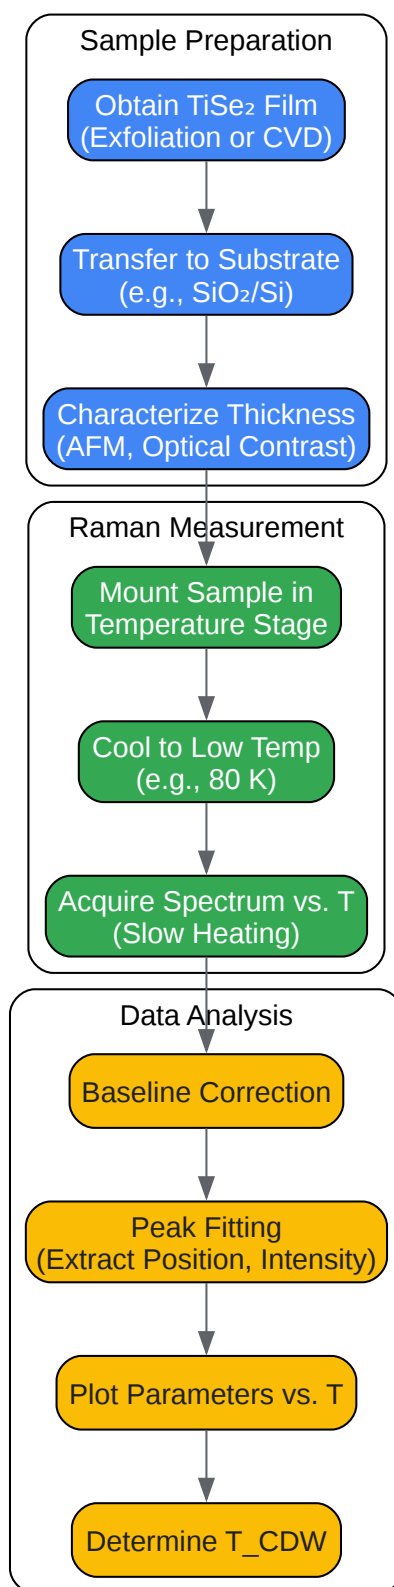 Sample Preparation
Obtain TiSe₂ Film
(Exfoliation or CVD)
Transfer to Substrate
(e.g., SiO₂/Si)
Characterize Thickness
(AFM, Optical Contrast)
Raman Measurement
Mount Sample in
Temperature Stage
Cool to Low Temp
(e.g., 80 K)
Acquire Spectrum vs. T
(Slow Heating)
Data Analysis
Baseline Correction
Peak Fitting
(Extract Position, Intensity)
Plot Parameters vs. T
Determine T_CDW